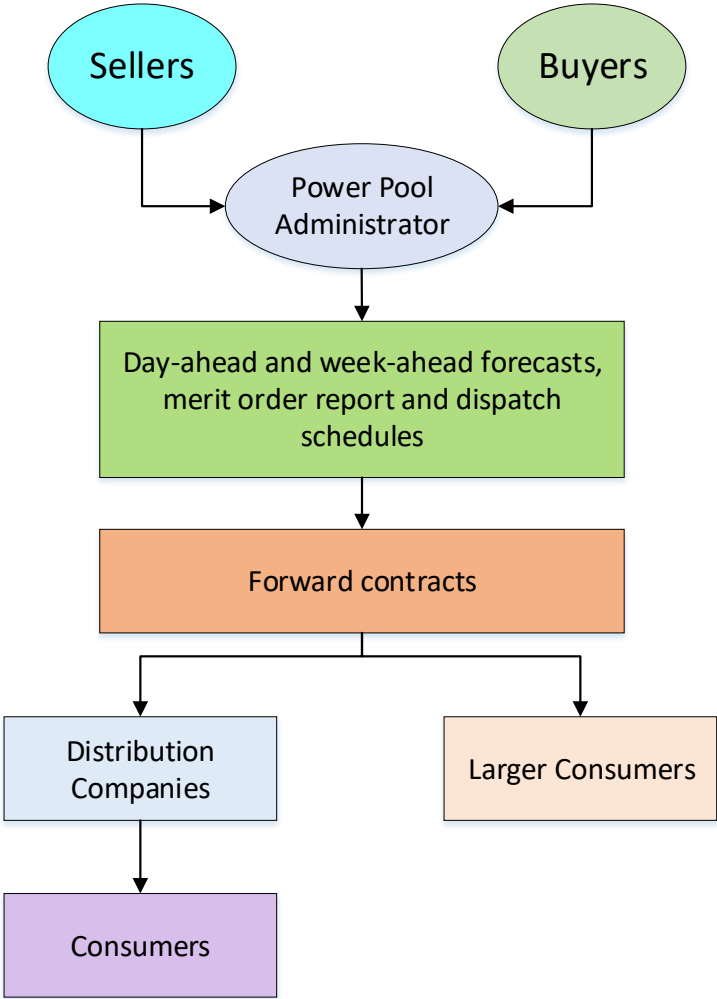 Sellers
Buyers
Power Pool
Administrator
Day-ahead and week-ahead forecasts,
merit order report and dispatch
schedules
Forward contracts
Distribution
Companies
Larger Consumers
Consumers